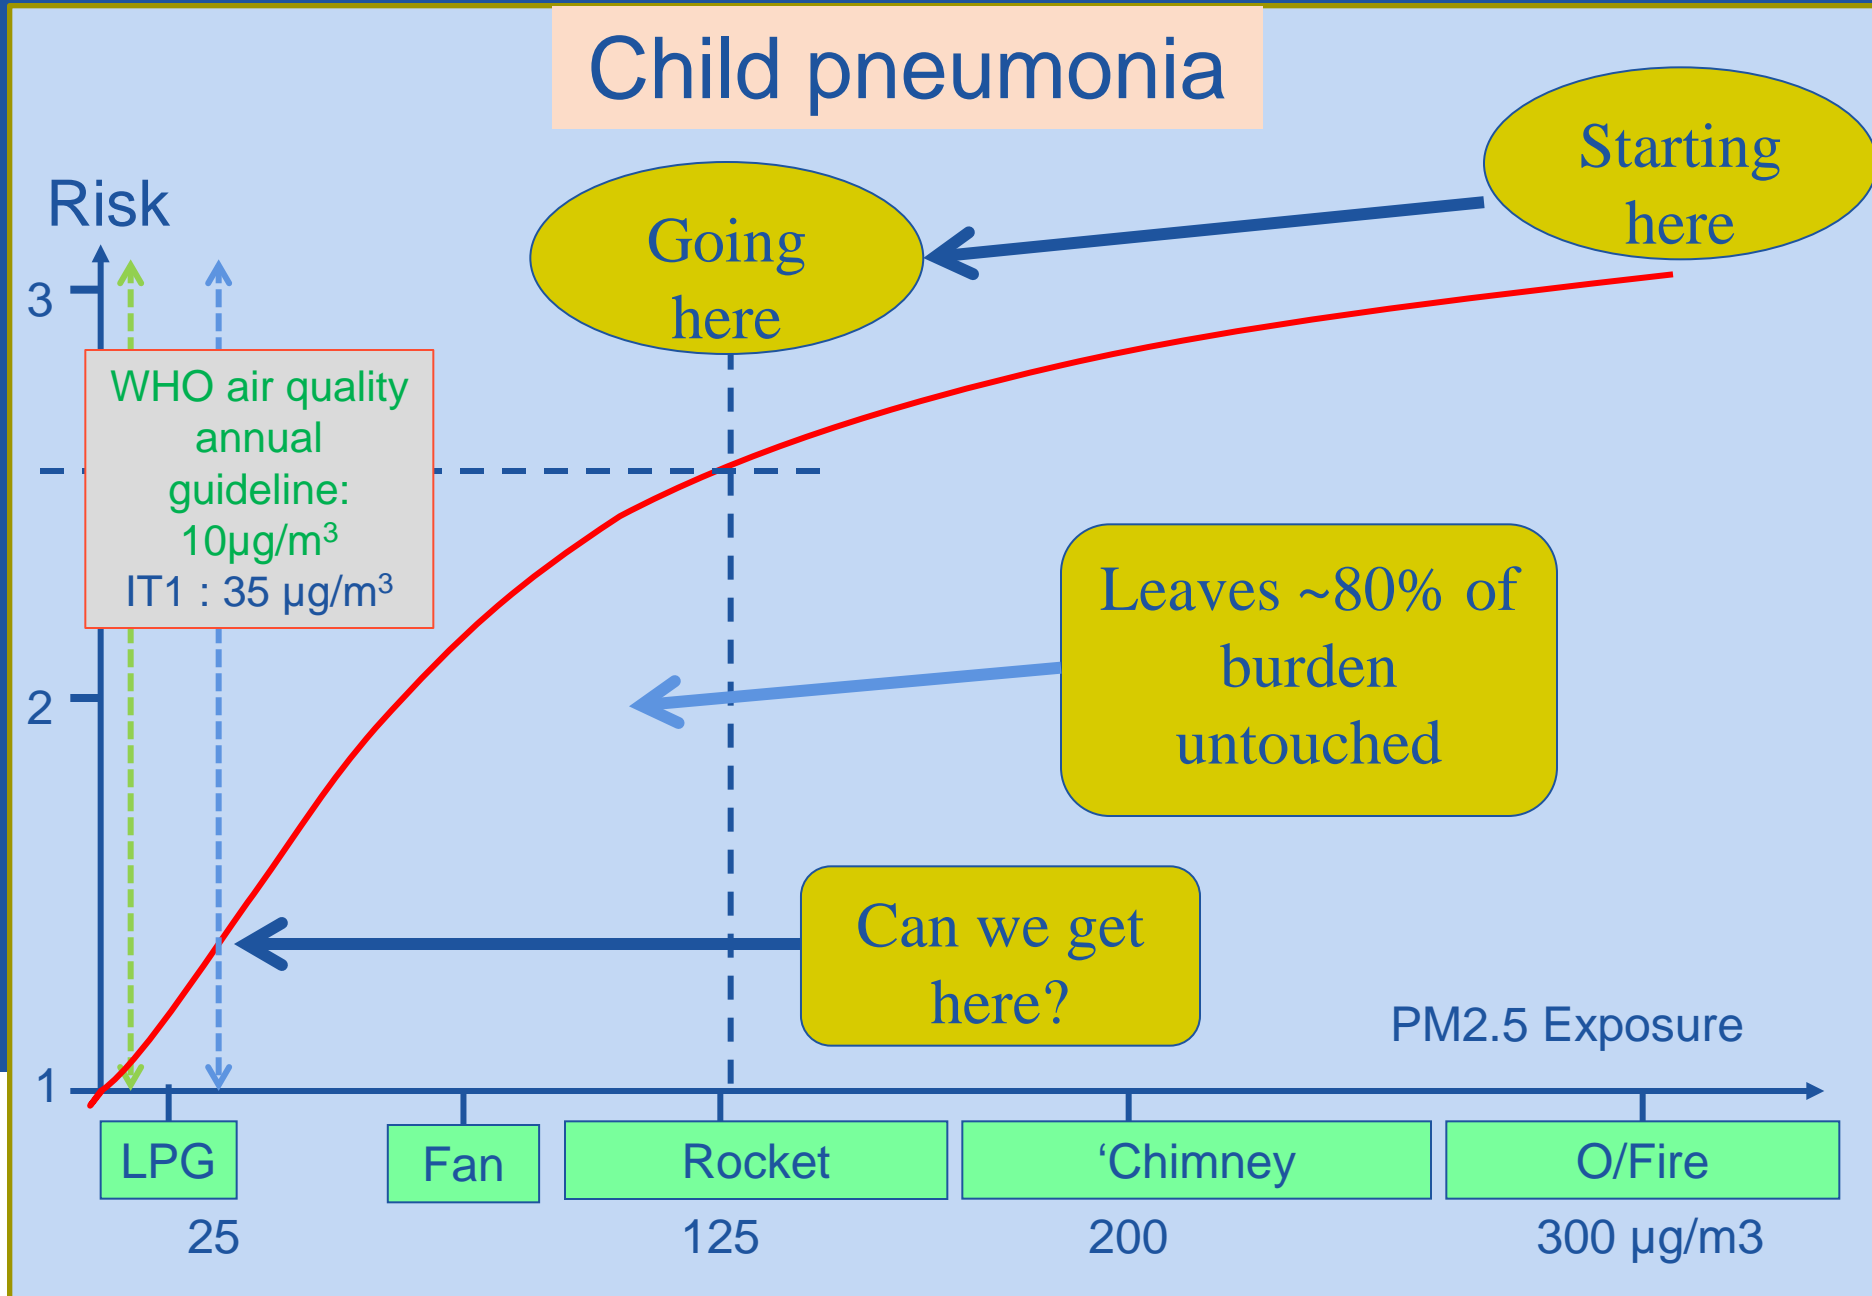 Child pneumonia
Starting
here
Going
here
Risk
3
WHO air quality
annual
guideline:
10µg/m³
IT1 : 35 µg/m³
Leaves ~80% of
burden
untouched
2
Can we get
here?
PM2.5 Exposure
1
LPG
Fan
Rocket
‘Chimney
O/Fire
25
125
200
300 µg/m3